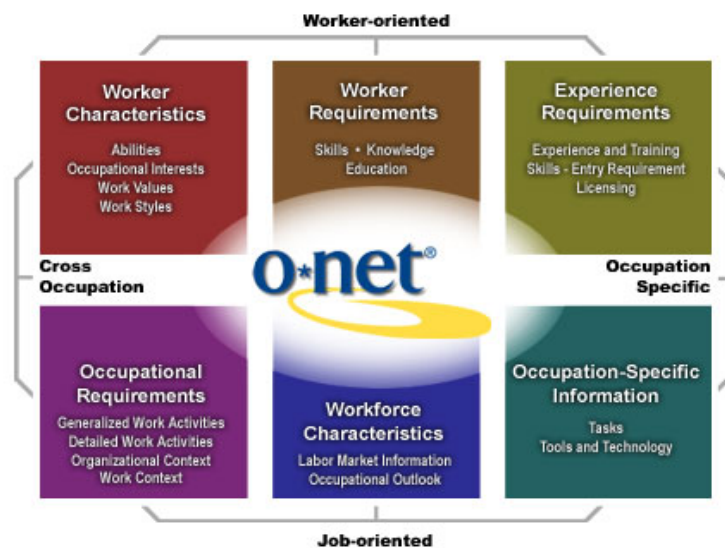 Worker-oriented
Worker
Characteristics
Abilities
Occupational Interests
Work Values
Work Styles
Worker
Requirements
Skills • Knowledge
Education
Experience
Requirements
Experience and Training
Skills - Entry Requirement
Licensing
Cross
Occupation
o*net®
Occupation
Specific
Occupational
Requirements
Generalized Work Activities
Detailed Work Activities
Organizational Context
Work Context
Workforce
Characteristics
Labor Market Information
Occupational Outlook
Occupation-Specific
Information
Tasks
Tools and Technology
Job-oriented